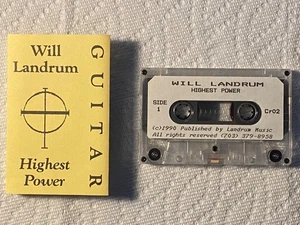 Will
Landrum
GUITAR
Highest
Power
WILL LANDRUM
HIGHEST POWER
SIDE
1
CrO2
(c)1990 Published by Landrum Music
All rights reserved (703) 379-8958